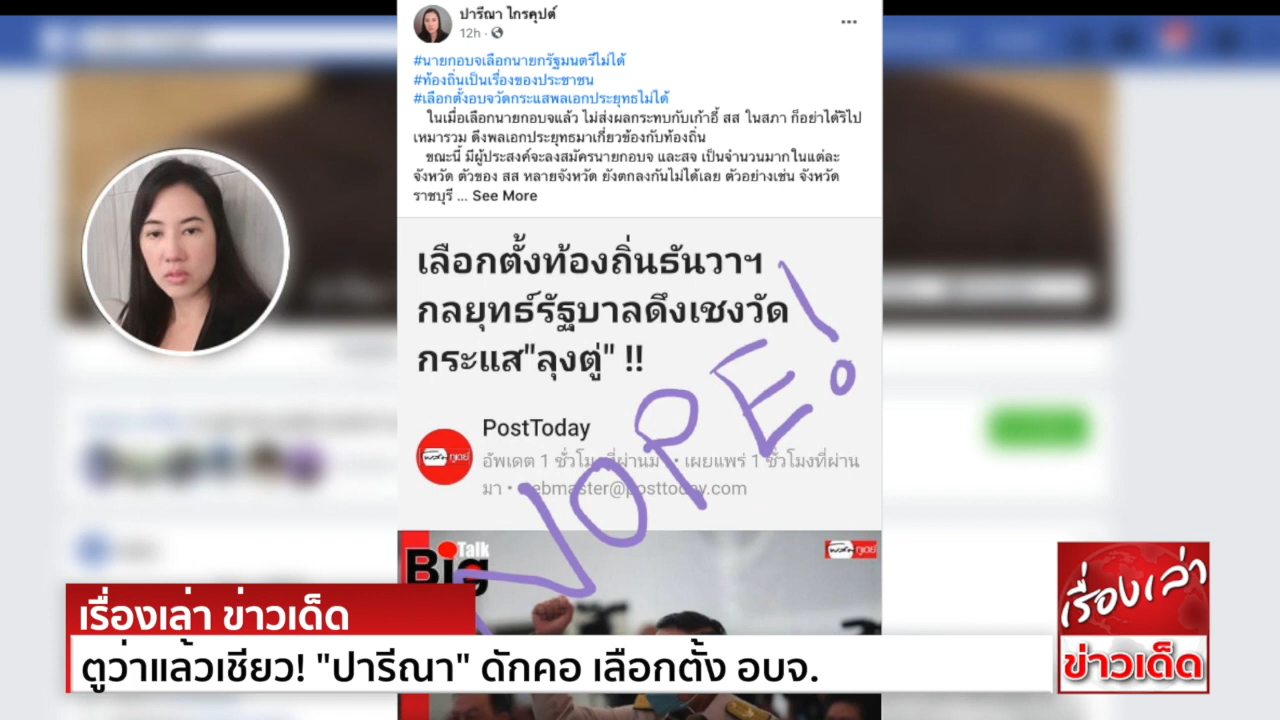 ปารีณา ไกรคุปต์
12h ·
#นายกอบจเลือกนายกรัฐมนตรีไม่ได้
#ท้องถิ่นเป็นเรื่องของประชาชน
#เลือกตั้งอบจวัดกระแสพลเอกประยุทธไม่ได้
ในเมื่อเลือกนายกอบจแล้ว ไม่ส่งผลกระทบกับเก้าอี้ สส ในสภา ก็อย่าได้ริไป
เหมารวม ดึงพลเอกประยุทธมาเกี่ยวข้องกับท้องถิ่น
ขณะนี้ มีผู้ประสงค์จะลงสมัครนายกอบจ และสจ เป็นจำนวนมากในแต่ละ
จังหวัด ตัวของ สส หลายจังหวัด ยังตกลงกันไม่ได้เลย ตัวอย่างเช่น จังหวัด
ราชบุรี ... See More
เลือกตั้งท้องถิ่นธันวาฯ
กลยุทธ์รัฐบาลดึงเชงวัด
กระแส"ลุงตู่" !!
NOPE!
PostToday
โพสต์ ทูเดย์
อัพเดต 1 ชั่วโมงที่ผ่านมา • เผยแพร่ 1 ชั่วโมงที่ผ่าน
มา • webmaster@posttoday.com
Big Talk
โพสต์ ทูเดย์
เรื่องเล่า ข่าวเด็ด
ตูว่าแล้วเชียว! "ปารีณา" ดักคอ เลือกตั้ง อบจ.
เรื่องเล่า
ข่าวเด็ด